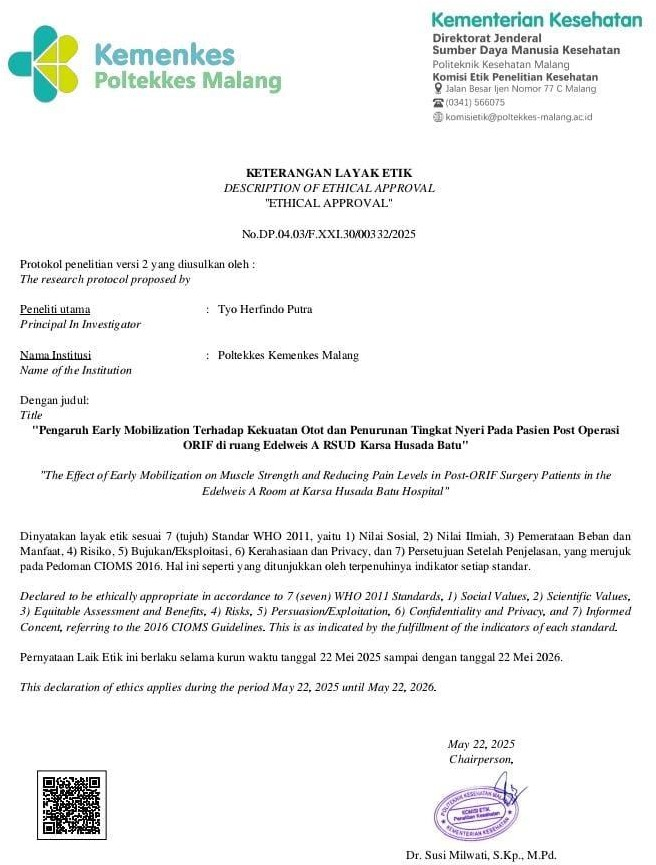 Kemenkes
Poltekkes Malang
Kementerian Kesehatan
Direktorat Jenderal
Sumber Daya Manusia Kesehatan
Politeknik Kesehatan Malang
Komisi Etik Penelitian Kesehatan
Jalan Besar Ijen Nomor 77 C Malang
(0341) 566075
komisietik@poltekkes-malang.ac.id
KETERANGAN LAYAK ETIK
DESCRIPTION OF ETHICAL APPROVAL
"ETHICAL APPROVAL"
No.DP.04.03/F.XXI.30/00332/2025
Protokol penelitian versi 2 yang diusulkan oleh :
The research protocol proposed by
Peneliti utama : Tyo Herfindo Putra
Principal In Investigator
Nama Institusi : Poltekkes Kemenkes Malang
Name of the Institution
Dengan judul:
Title
"Pengaruh Early Mobilization Terhadap Kekuatan Otot dan Penurunan Tingkat Nyeri Pada Pasien Post Operasi
ORIF di ruang Edelweis A RSUD Karsa Husada Batu"
"The Effect of Early Mobilization on Muscle Strength and Reducing Pain Levels in Post-ORIF Surgery Patients in the
Edelweis A Room at Karsa Husada Batu Hospital"
Dinyatakan layak etik sesuai 7 (tujuh) Standar WHO 2011, yaitu 1) Nilai Sosial, 2) Nilai Ilmiah, 3) Pemerataan Beban dan
Manfaat, 4) Risiko, 5) Bujukan/Eksploitasi, 6) Kerahasiaan dan Privacy, dan 7) Persetujuan Setelah Penjelasan, yang merujuk
pada Pedoman CIOMS 2016. Hal ini seperti yang ditunjukkan oleh terpenuhinya indikator setiap standar.
Declared to be ethically appropriate in accordance to 7 (seven) WHO 2011 Standards, 1) Social Values, 2) Scientific Values,
3) Equitable Assessment and Benefits, 4) Risks, 5) Persuasion/Exploitation, 6) Confidentiality and Privacy, and 7) Informed
Concent, referring to the 2016 CIOMS Guidelines. This is as indicated by the fulfillment of the indicators of each standard.
Pernyataan Laik Etik ini berlaku selama kurun waktu tanggal 22 Mei 2025 sampai dengan tanggal 22 Mei 2026.
This declaration of ethics applies during the period May 22, 2025 until May 22, 2026.
May 22, 2025
Chairperson,
POLITEKNIK KESEHATAN MALANG
KOMISI ETIK
Penelitian Kesehatan
KEMENTERIAN KESEHATAN
Dr. Susi Milwati, S.Kp., M.Pd.